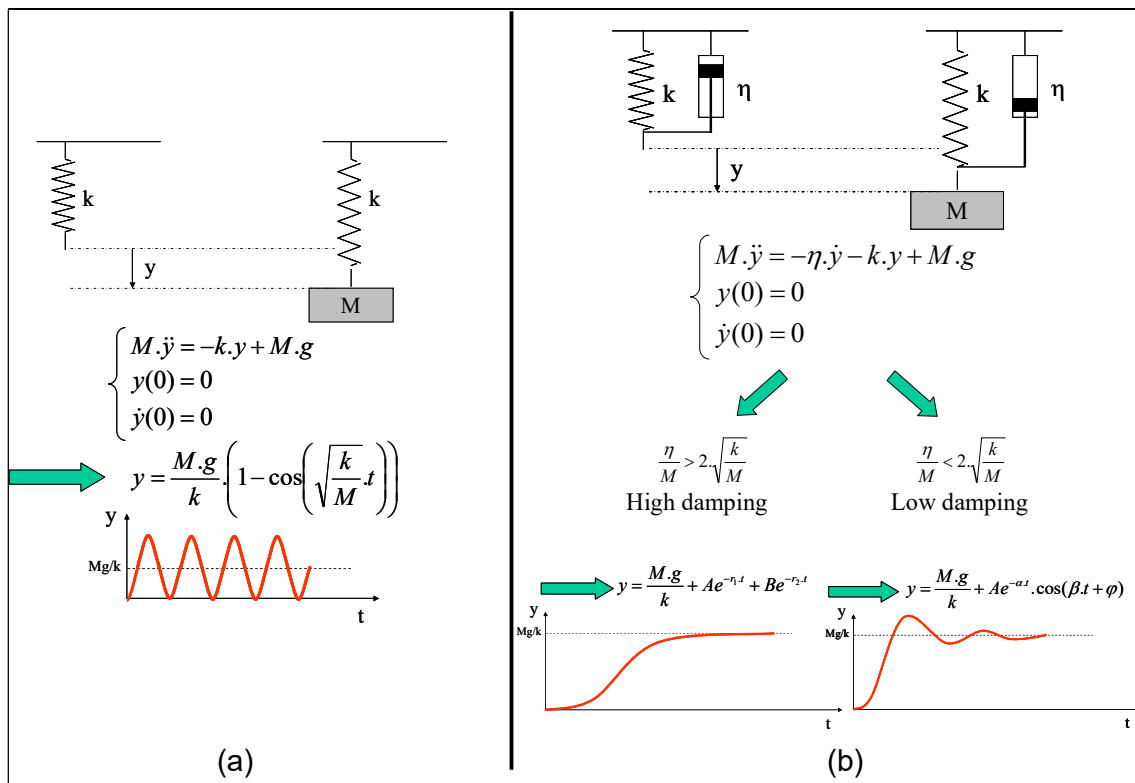 k
k
y
M
M.ÿ = −k.y + M.g
y(0) = 0
ẏ(0) = 0
y = M.g/k.(1 − cos(√(k/M).t))
y
Mg/k
t
(a)
k
η
k
η
y
M
M.ÿ = −η.ẏ − k.y + M.g
y(0) = 0
ẏ(0) = 0
η/M > 2.√(k/M)
High damping
η/M < 2.√(k/M)
Low damping
y = M.g/k + Ae^(−r₁.t) + Be^(−r₂.t)
y
Mg/k
t
y = M.g/k + Ae^(−α.t).cos(β.t + φ)
y
Mg/k
t
(b)